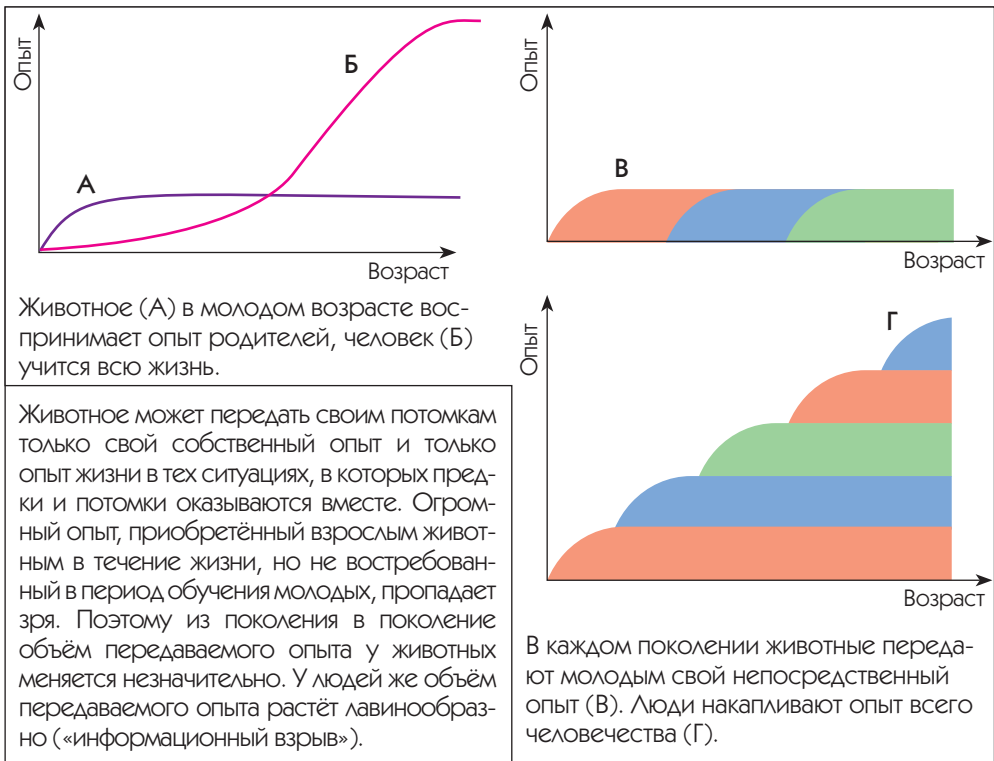 Опыт
Б
А
Возраст
Животное (А) в молодом возрасте вос-
принимает опыт родителей, человек (Б)
учится всю жизнь.
Животное может передать своим потомкам
только свой собственный опыт и только
опыт жизни в тех ситуациях, в которых пред-
ки и потомки оказываются вместе. Огром-
ный опыт, приобретённый взрослым живот-
ным в течение жизни, но не востребован-
ный в период обучения молодых, пропадает
зря. Поэтому из поколения в поколение
объём передаваемого опыта у животных
меняется незначительно. У людей же объём
передаваемого опыта растёт лавинообраз-
но («информационный взрыв»).
Опыт
В
Возраст
Опыт
Г
Возраст
В каждом поколении животные переда-
ют молодым свой непосредственный
опыт (В). Люди накапливают опыт всего
человечества (Г).